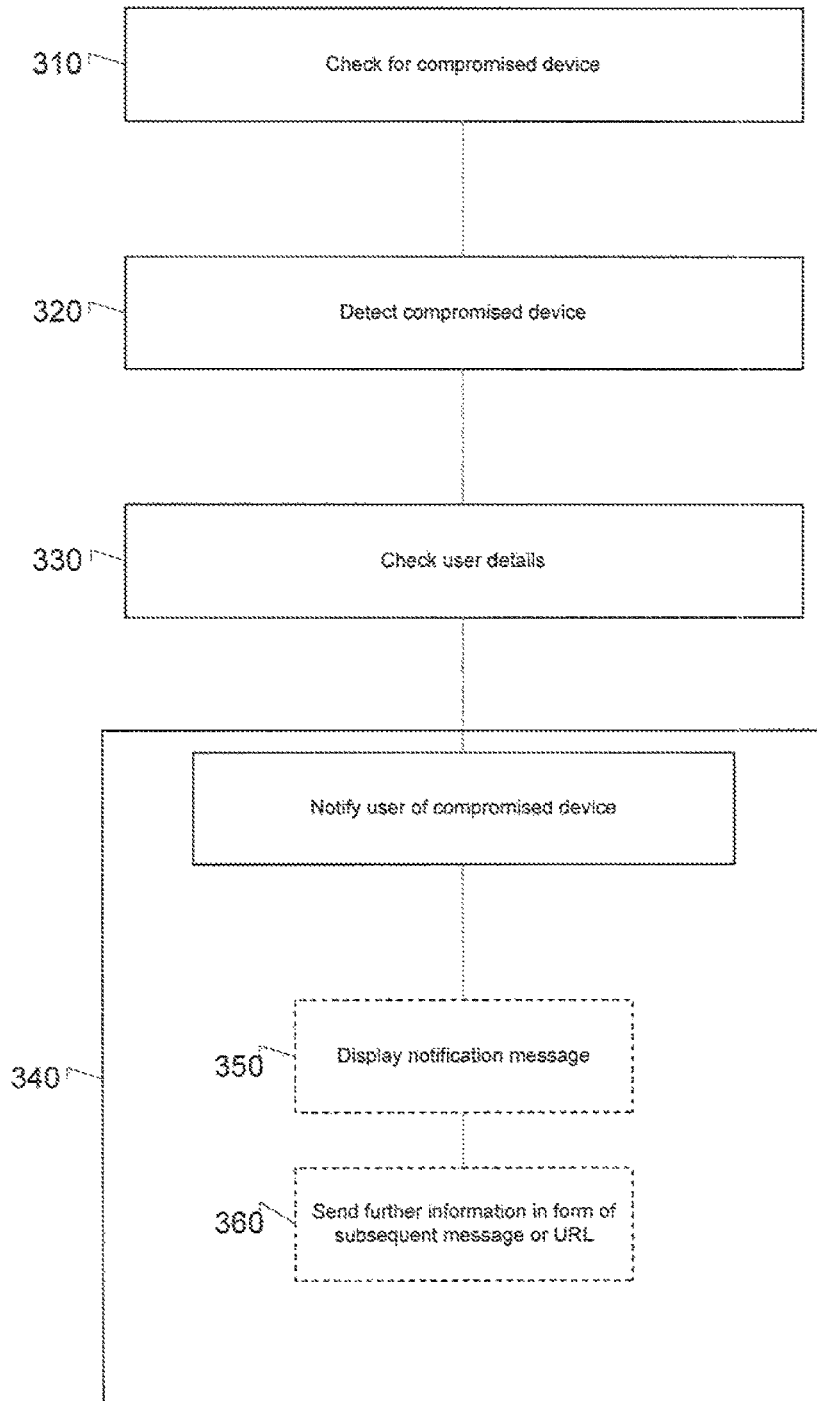 310
Check for compromised device
320
Detect compromised device
330
Check user details
Notify user of compromised device
350
Display notification message
340
360
Send further information in form of
subsequent message or URL